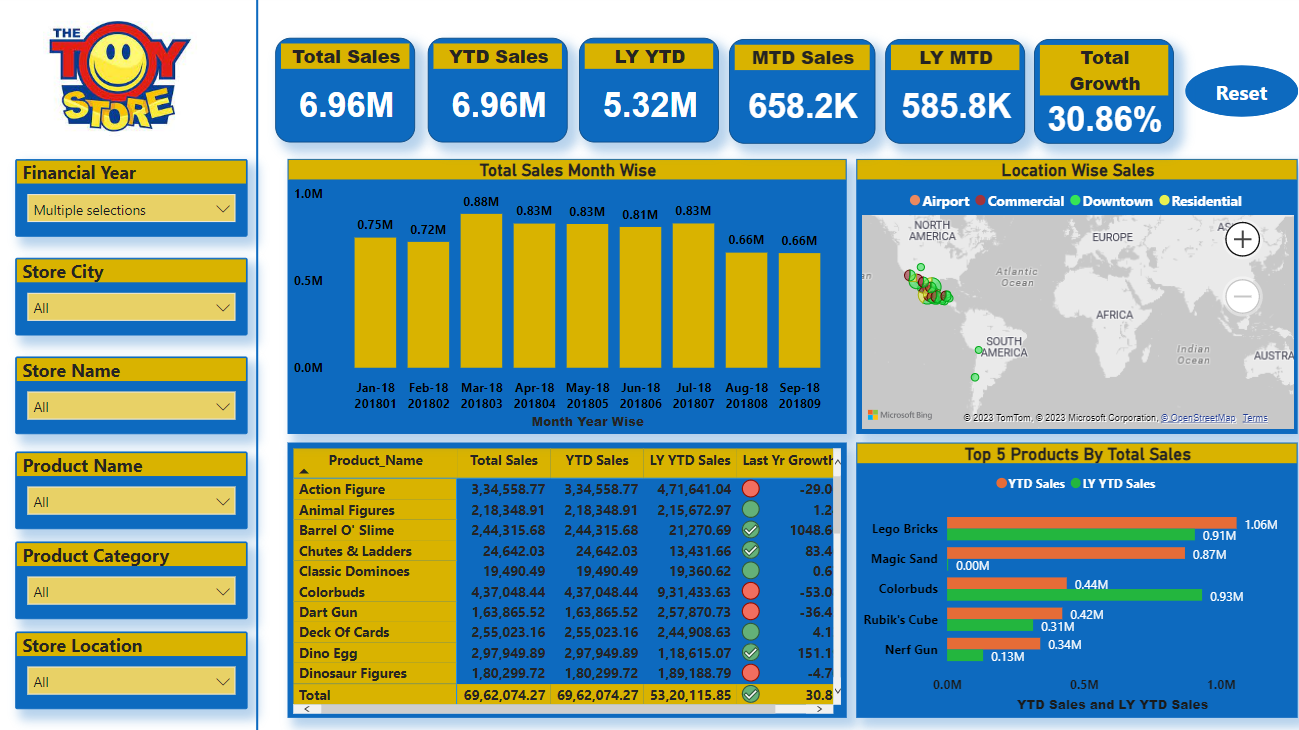 THE
TOY
STORE
Total Sales
6.96M
YTD Sales
6.96M
LY YTD
5.32M
MTD Sales
658.2K
LY MTD
585.8K
Total
Growth
30.86%
Reset
Financial Year
Multiple selections
Store City
All
Store Name
All
Product Name
All
Product Category
All
Store Location
All
Total Sales Month Wise
1.0M
0.5M
0.0M
0.75M 0.72M 0.88M 0.83M 0.83M 0.81M 0.83M 0.66M 0.66M
Jan-18 Feb-18 Mar-18 Apr-18 May-18 Jun-18 Jul-18 Aug-18 Sep-18
201801 201802 201803 201804 201805 201806 201807 201808 201809
Month Year Wise
Location Wise Sales
Airport Commercial Downtown Residential
NORTH
AMERICA
EUROPE
AS
Atlantic
Ocean
an
AFRICA
SOUTH
AMERICA
Indian
Ocean
AUSTRA
Microsoft Bing
© 2023 TomTom, © 2023 Microsoft Corporation, © OpenStreetMap Terms
Product_Name Total Sales YTD Sales LY YTD Sales Last Yr Growth
Action Figure 3,34,558.77 3,34,558.77 4,71,641.04 -29.0
Animal Figures 2,18,348.91 2,18,348.91 2,15,672.97 1.2
Barrel O' Slime 2,44,315.68 2,44,315.68 21,270.69 1048.6
Chutes & Ladders 24,642.03 24,642.03 13,431.66 83.4
Classic Dominoes 19,490.49 19,490.49 19,360.62 0.6
Colorbuds 4,37,048.44 4,37,048.44 9,31,433.63 -53.0
Dart Gun 1,63,865.52 1,63,865.52 2,57,870.73 -36.4
Deck Of Cards 2,55,023.16 2,55,023.16 2,44,908.63 4.1
Dino Egg 2,97,949.89 2,97,949.89 1,18,615.07 151.1
Dinosaur Figures 1,80,299.72 1,80,299.72 1,89,188.79 -4.7
Total 69,62,074.27 69,62,074.27 53,20,115.85 30.8
Top 5 Products By Total Sales
YTD Sales LY YTD Sales
Lego Bricks 1.06M
0.91M
Magic Sand 0.87M
0.00M
Colorbuds 0.44M
0.93M
Rubik's Cube 0.42M
0.31M
Nerf Gun 0.34M
0.13M
0.0M 0.5M 1.0M
YTD Sales and LY YTD Sales